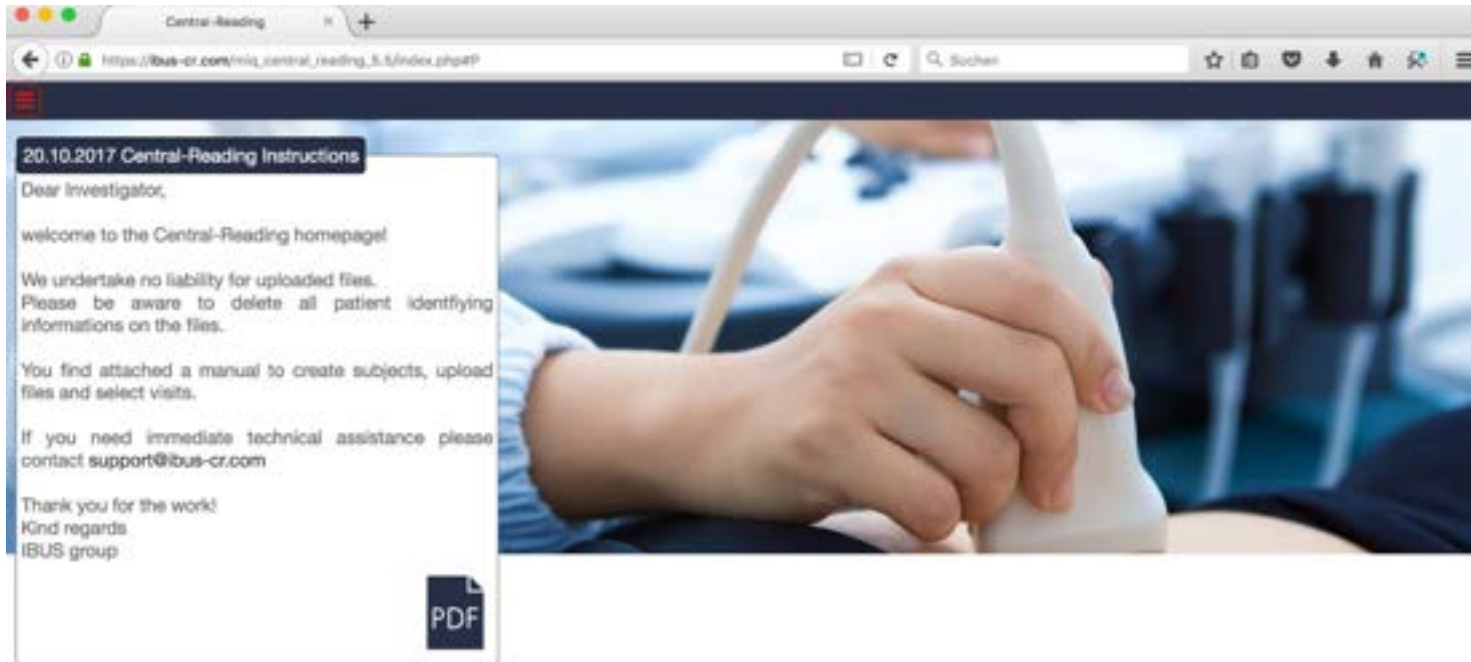 Central-Reading
https://ibus-cr.com/miq_central_reading_5.5/index.php#!
Suchen
20.10.2017 Central-Reading Instructions
Dear Investigator,
welcome to the Central-Reading homepage!
We undertake no liability for uploaded files.
Please be aware to delete all patient identfiying
informations on the files.
You find attached a manual to create subjects, upload
files and select visits.
If you need immediate technical assistance please
contact support@ibus-cr.com
Thank you for the work!
Kind regards
IBUS group
PDF